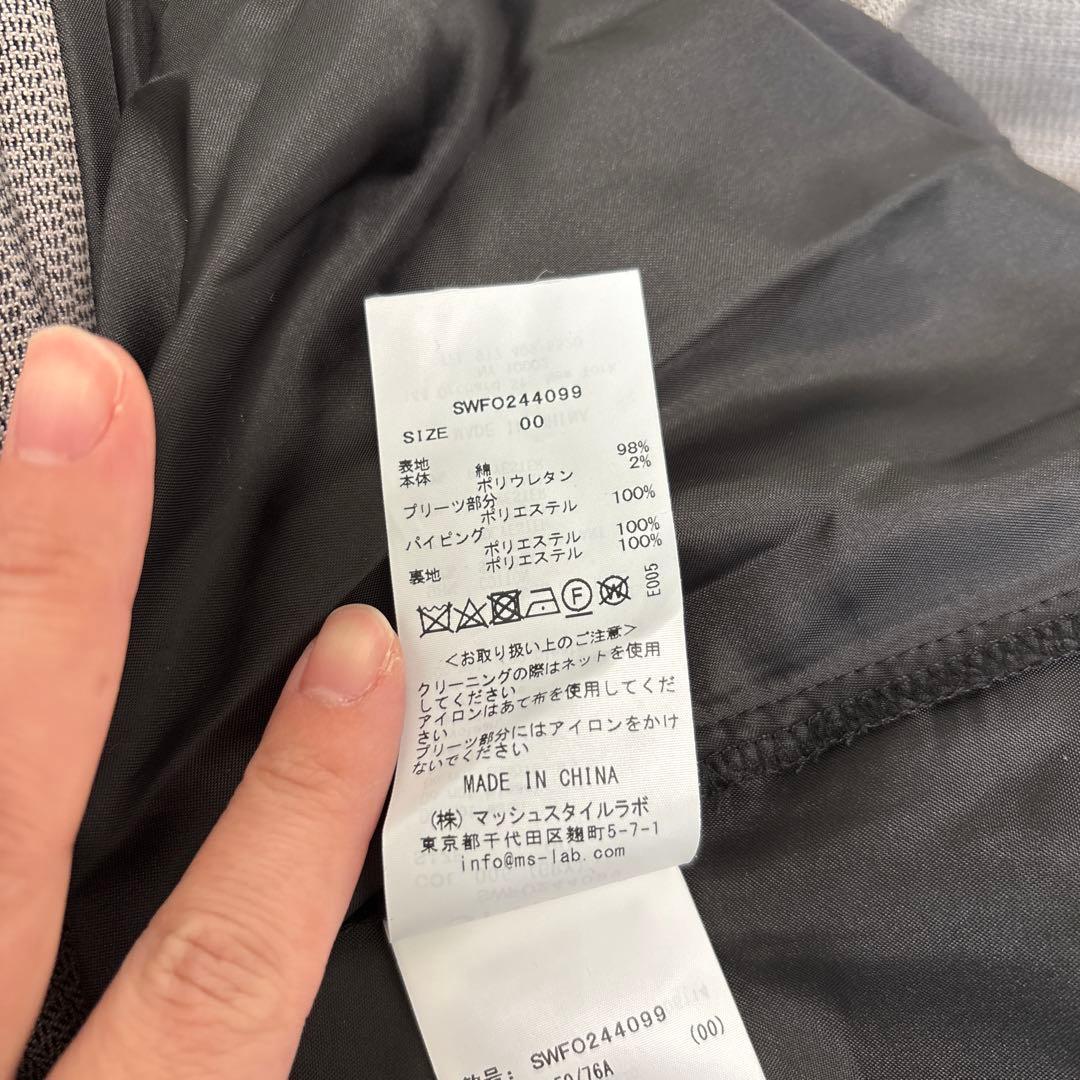 SWFO244099
SIZE 00
表地
本体 綿 98%
ポリウレタン 2%
プリーツ部分
ポリエステル 100%
パイピング
ポリエステル 100%
裏地 ポリエステル 100%
F W E005
<お取り扱い上のご注意>
クリーニングの際はネットを使用
してください
アイロンはあて布を使用してくだ
さい
プリーツ部分にはアイロンをかけ
ないでください
MADE IN CHINA
(株)マッシュスタイルラボ
東京都千代田区麹町5-7-1
info@ms-lab.com
SWFO244099
(00)
/76A